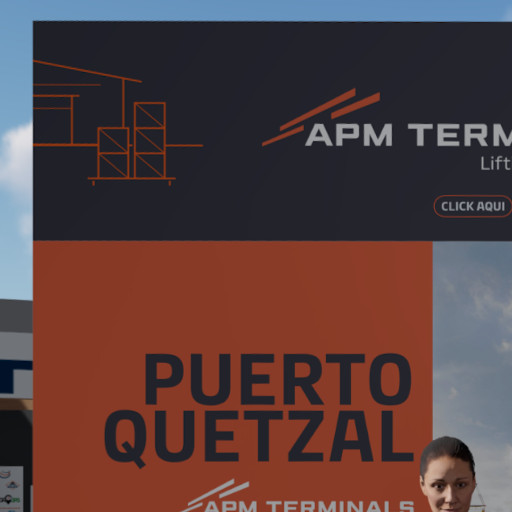 APM TERM
Lift
CLICK AQUI
PUERTO
QUETZAL
APM TERMINALS